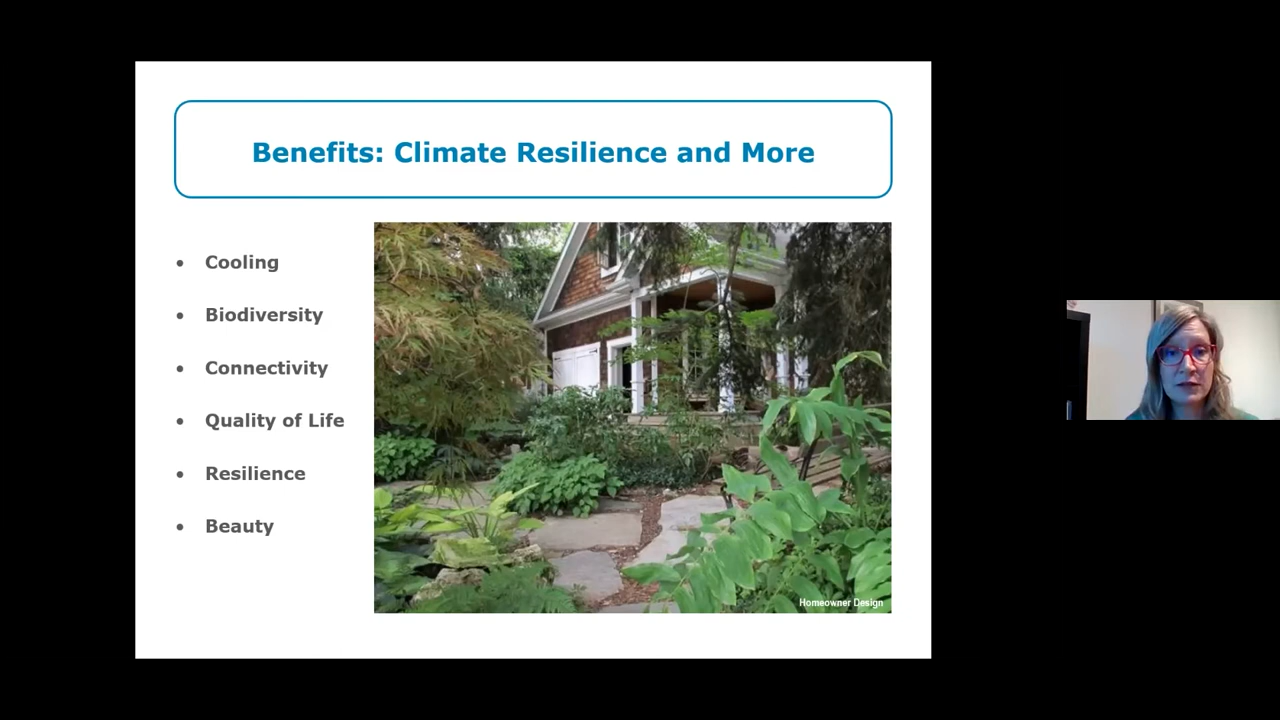 Benefits: Climate Resilience and More
• Cooling
• Biodiversity
• Connectivity
• Quality of Life
• Resilience
• Beauty
Homeowner Design